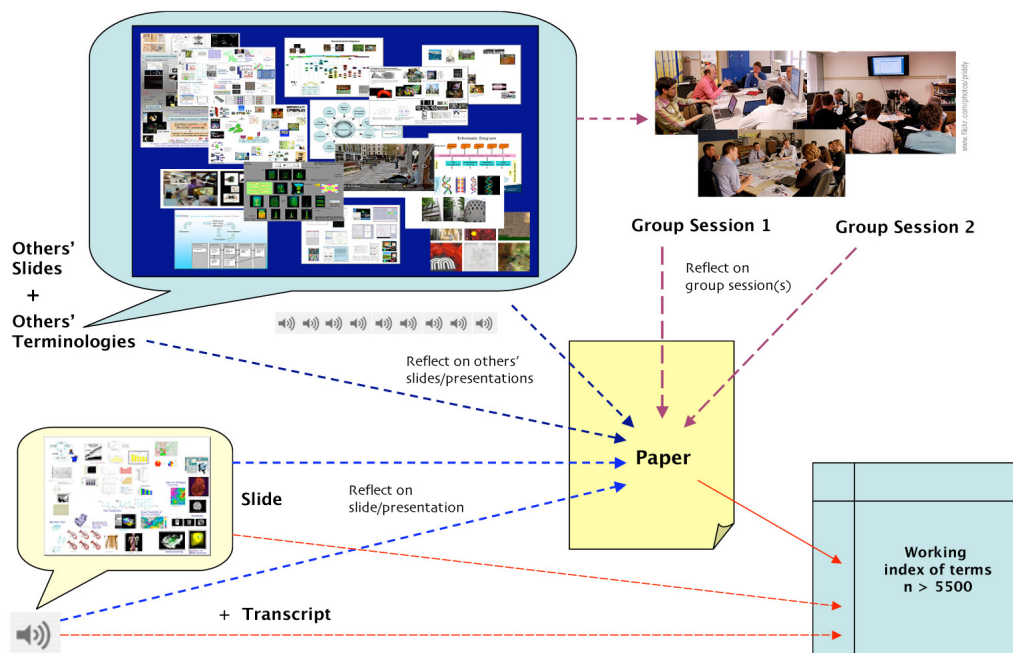 Schematic Diagram
www.flickr.com/photos/priddy
Group Session 1
Group Session 2
Others'
Slides
+
Others'
Terminologies
Reflect on
group session(s)
Reflect on others'
slides/presentations
Paper
Slide
Reflect on
slide/presentation
Working
index of terms
n > 5500
+ Transcript